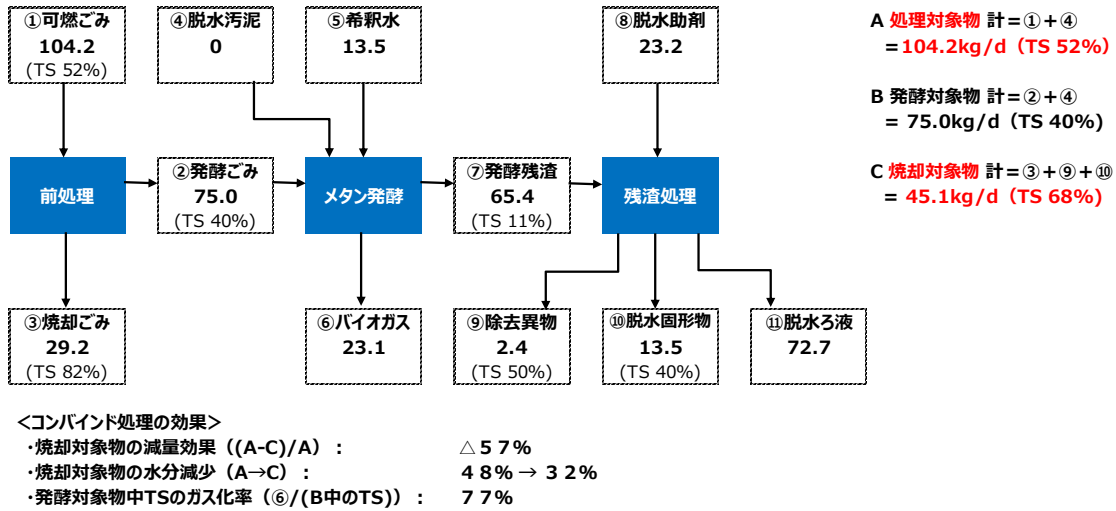 ①可燃ごみ
104.2
(TS 52%)
④脱水汚泥
0
⑤希釈水
13.5
⑧脱水助剤
23.2
A 処理対象物 計＝①＋④
＝104.2kg/d（TS 52%）
B 発酵対象物 計＝②＋④
= 75.0kg/d（TS 40%）
C 焼却対象物 計＝③＋⑨＋⑩
= 45.1kg/d（TS 68%）
前処理
②発酵ごみ
75.0
(TS 40%)
メタン発酵
⑦発酵残渣
65.4
(TS 11%)
残渣処理
③焼却ごみ
29.2
(TS 82%)
⑥バイオガス
23.1
⑨除去異物
2.4
(TS 50%)
⑩脱水固形物
13.5
(TS 40%)
⑪脱水ろ液
72.7
＜コンバインド処理の効果＞
・焼却対象物の減量効果（(A-C)/A）： △５７％
・焼却対象物の水分減少（A→C）： ４８％ → ３２％
・発酵対象物中TSのガス化率（⑥/(B中のTS)）： ７７％